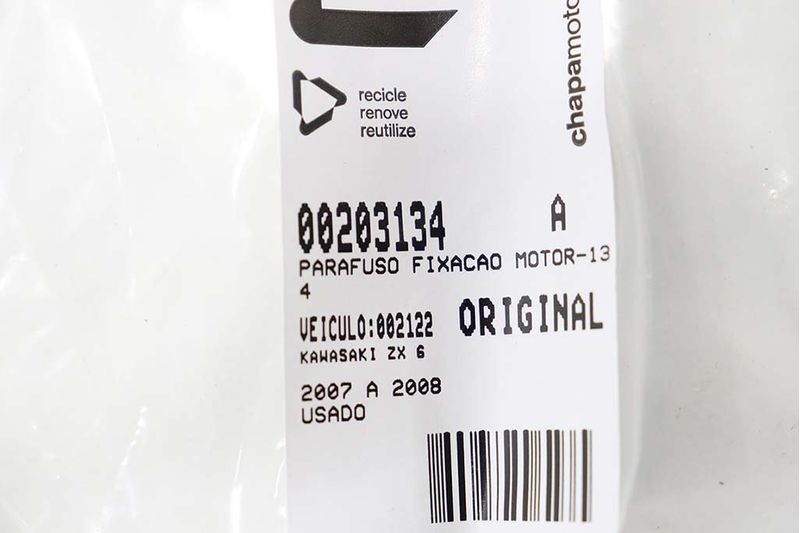 recicle
renove
reutilize
chapamoto
00203134 A
PARAFUSO FIXACAO MOTOR-13
4
VEICULO:002122 ORIGINAL
KAWASAKI ZX 6
2007 A 2008
USADO